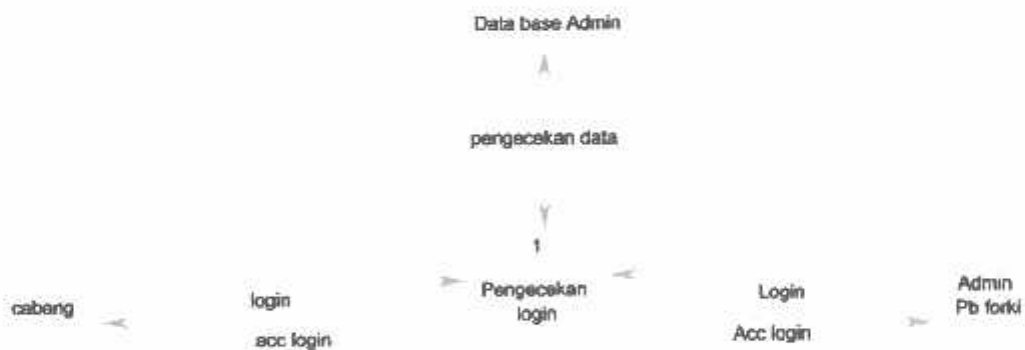 Data base Admin
pengecekan data
1
Pengecekan
login
cabang
login
acc login
Login
Acc login
Admin
Pb forki